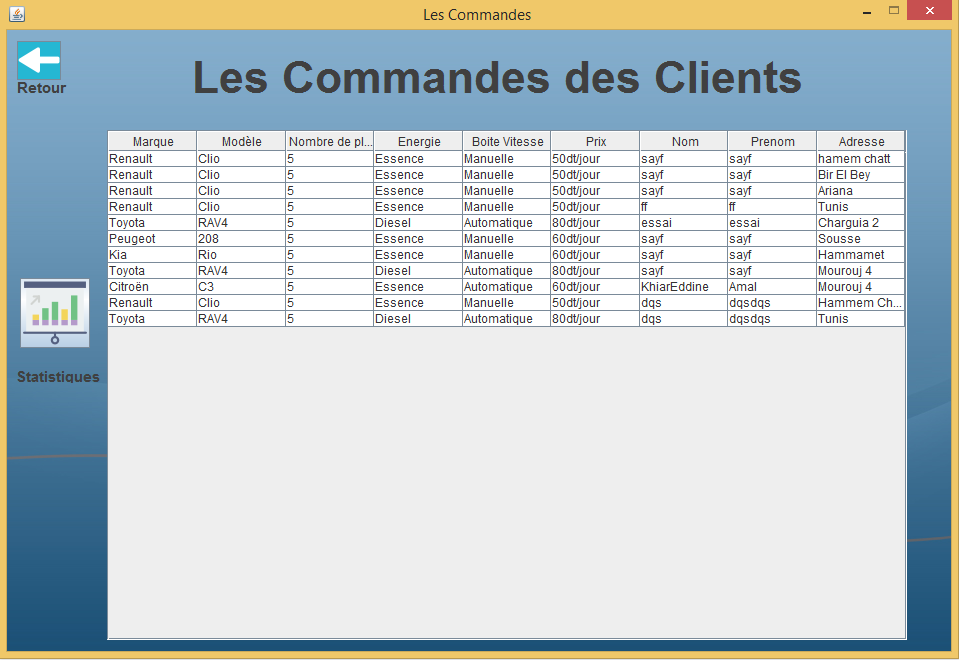 Les Commandes
Retour
Les Commandes des Clients
Marque Modèle Nombre de pl... Energie Boite Vitesse Prix Nom Prenom Adresse
Renault Clio 5 Essence Manuelle 50dt/jour sayf sayf hamem chatt
Renault Clio 5 Essence Manuelle 50dt/jour sayf sayf Bir El Bey
Renault Clio 5 Essence Manuelle 50dt/jour sayf sayf Ariana
Renault Clio 5 Essence Manuelle 50dt/jour ff ff Tunis
Toyota RAV4 5 Diesel Automatique 80dt/jour essai essai Charguia 2
Peugeot 208 5 Essence Manuelle 60dt/jour sayf sayf Sousse
Kia Rio 5 Essence Manuelle 60dt/jour sayf sayf Hammamet
Toyota RAV4 5 Diesel Automatique 80dt/jour sayf sayf Mourouj 4
Citroën C3 5 Essence Automatique 60dt/jour KhiarEddine Amal Mourouj 4
Renault Clio 5 Essence Manuelle 50dt/jour dqs dqsdqs Hammem Ch...
Toyota RAV4 5 Diesel Automatique 80dt/jour dqs dqsdqs Tunis
Statistiques